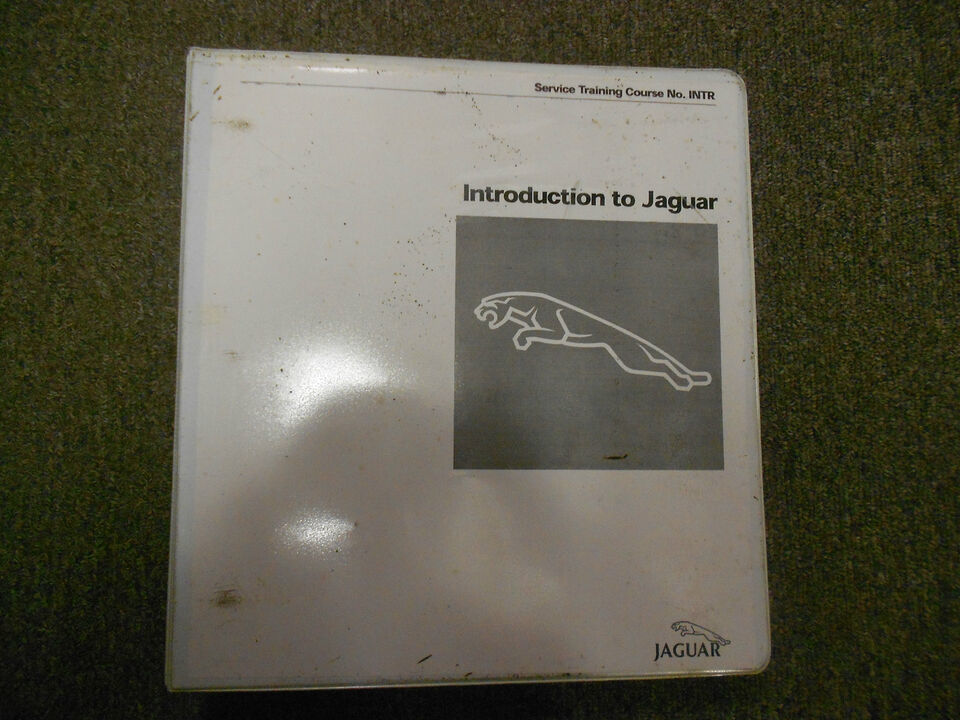 Service Training Course No. INTR
Introduction to Jaguar
JAGUAR